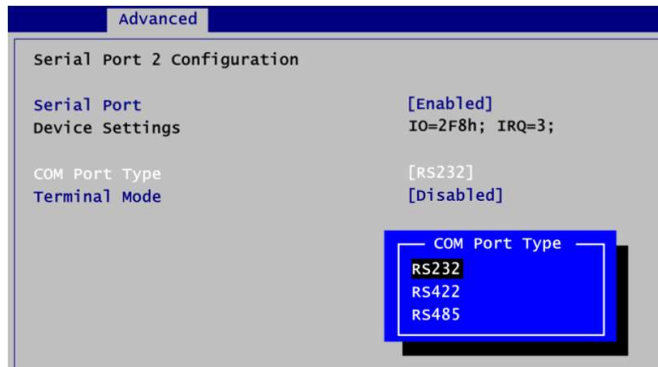 Advanced
Serial Port 2 Configuration
Serial Port [Enabled]
Device Settings IO=2F8h; IRQ=3;
COM Port Type [RS232]
Terminal Mode [Disabled]
COM Port Type
RS232
RS422
RS485